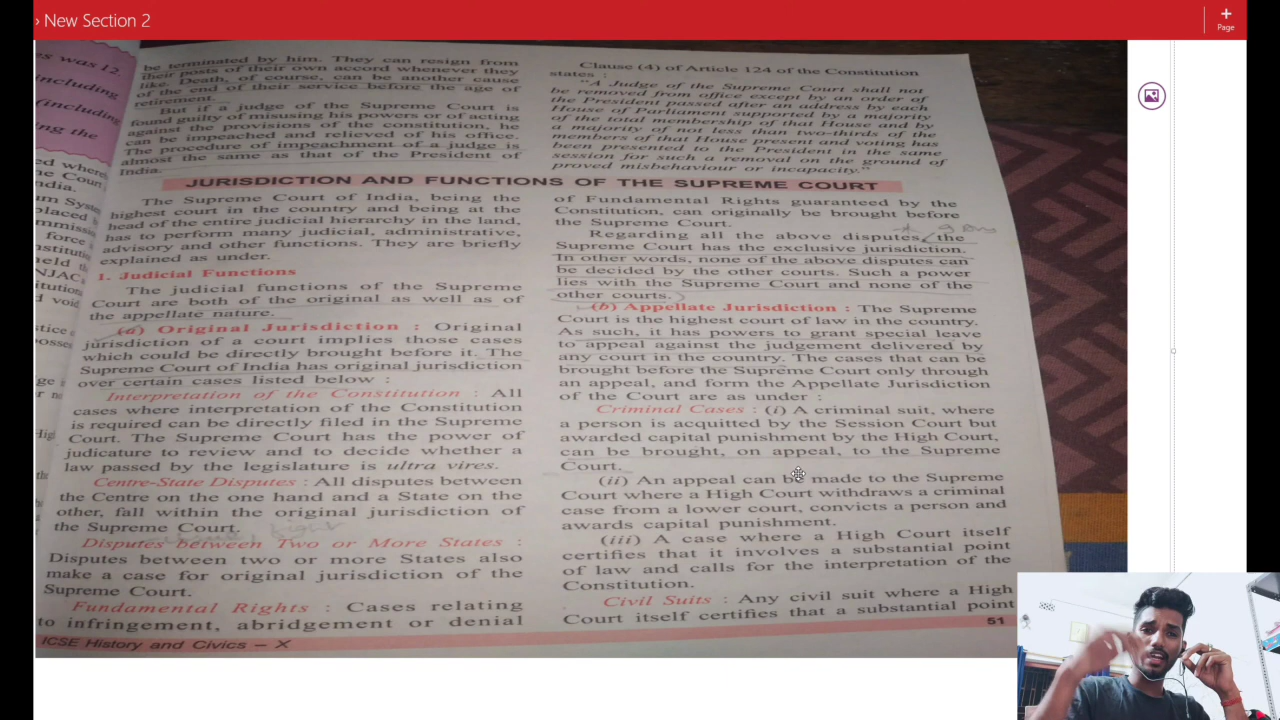 › New Section 2
+
Page
es was 12
including
(including
ng the
ed where
ne Court
ndia.
um System
placed
mmission
force
nstitu
held th
NJAC,
titution
d void
stice
posses
be terminated by him. They can resign from
their posts of their own accord whenever they
like. Death, of course, can be another cause
of the end of their service before the age of
retirement.
But if a judge of the Supreme Court is
found guilty of misusing his powers or of acting
against the provisions of the constitution, he
can be impeached and relieved of his office.
The procedure of impeachment of a judge is
almost the same as that of the President of
India.
Clause (4) of Article 124 of the Constitution
states :
"A Judge of the Supreme Court shall not
be removed from office except by an order of
the President passed after an address by each
House of Parliament supported by a majority
of the total membership of that House and by
a majority of not less than two-thirds of the
members of that House present and voting has
been presented to the President in the same
session for such a removal on the ground of
proved misbehaviour or incapacity."
JURISDICTION AND FUNCTIONS OF THE SUPREME COURT
The Supreme Court of India, being the
highest court in the country and being at the
head of the entire judicial hierarchy in the land,
has to perform many judicial, administrative,
advisory and other functions. They are briefly
explained as under.
1. Judicial Functions
The judicial functions of the Supreme
Court are both of the original as well as of
the appellate nature.
(a) Original Jurisdiction : Original
jurisdiction of a court implies those cases
which could be directly brought before it. The
Supreme Court of India has original jurisdiction
over certain cases listed below :
Interpretation of the Constitution : All
cases where interpretation of the Constitution
is required can be directly filed in the Supreme
Court. The Supreme Court has the power of
judicature to review and to decide whether a
law passed by the legislature is ultra vires.
Centre-State Disputes : All disputes between
the Centre on the one hand and a State on the
other, fall within the original jurisdiction of
the Supreme Court.
Disputes between Two or More States :
Disputes between two or more States also
make a case for original jurisdiction of the
Supreme Court.
Fundamental Rights : Cases relating
to infringement, abridgement or denial
of Fundamental Rights guaranteed by the
Constitution, can originally be brought before
the Supreme Court.
Regarding all the above disputes, the
Supreme Court has the exclusive jurisdiction.
In other words, none of the above disputes can
be decided by the other courts. Such a power
lies with the Supreme Court and none of the
other courts.
(b) Appellate Jurisdiction : The Supreme
Court is the highest court of law in the country.
As such, it has powers to grant special leave
to appeal against the judgement delivered by
any court in the country. The cases that can be
brought before the Supreme Court only through
an appeal, and form the Appellate Jurisdiction
of the Court are as under :
Criminal Cases : (i) A criminal suit, where
a person is acquitted by the Session Court but
awarded capital punishment by the High Court,
can be brought, on appeal, to the Supreme
Court.
(ii) An appeal can be made to the Supreme
Court where a High Court withdraws a criminal
case from a lower court, convicts a person and
awards capital punishment.
(iii) A case where a High Court itself
certifies that it involves a substantial point
of law and calls for the interpretation of the
Constitution.
Civil Suits : Any civil suit where a High
Court itself certifies that a substantial point
ICSE History and Civics – X
51